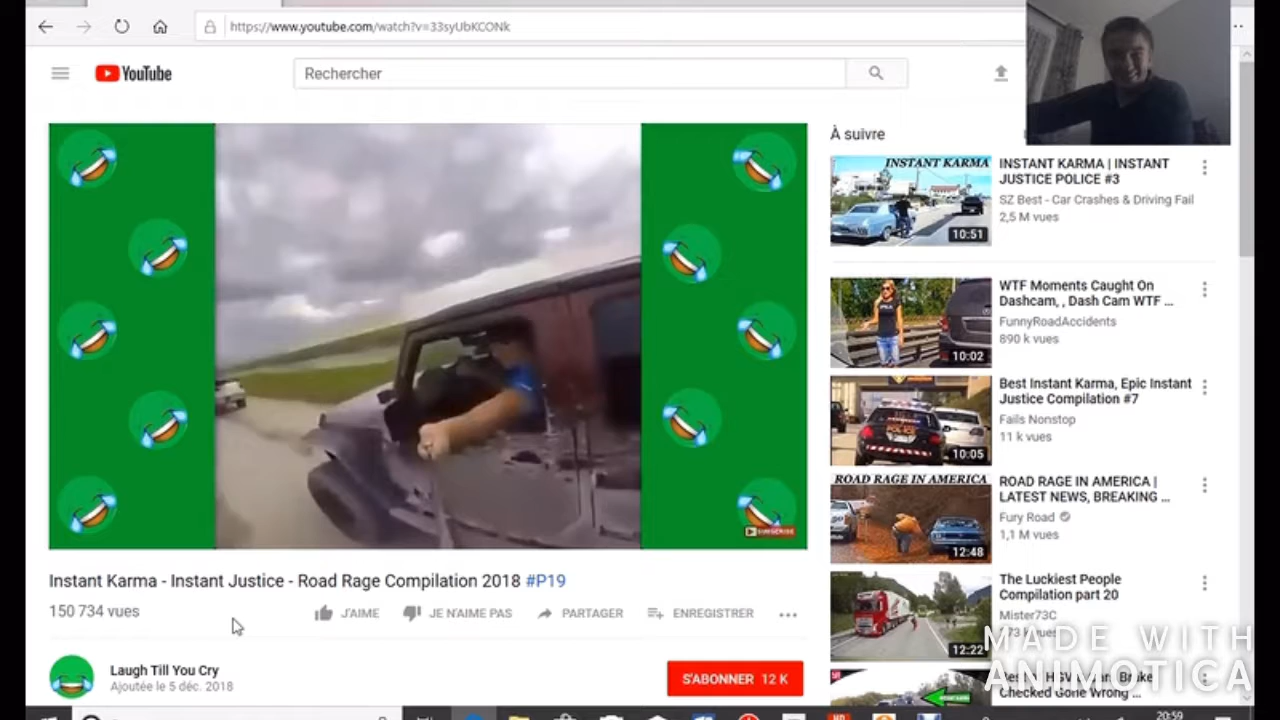 https://www.youtube.com/watch?v=33syUbKCONk
YouTube
Rechercher
À suivre
INSTANT KARMA
10:51
INSTANT KARMA | INSTANT
JUSTICE POLICE #3
SZ Best - Car Crashes & Driving Fail
2,5 M vues
10:02
WTF Moments Caught On
Dashcam, , Dash Cam WTF ...
FunnyRoadAccidents
890 k vues
10:05
Best Instant Karma, Epic Instant
Justice Compilation #7
Fails Nonstop
11 k vues
ROAD RAGE IN AMERICA
12:48
ROAD RAGE IN AMERICA |
LATEST NEWS, BREAKING ...
Fury Road
1,1 M vues
12:22
The Luckiest People
Compilation part 20
Mister73C
73 k vues
Checked Gone Wrong ...
SUBSCRIBE
Instant Karma - Instant Justice - Road Rage Compilation 2018 #P19
150 734 vues
J'AIME
JE N'AIME PAS
PARTAGER
ENREGISTRER
Laugh Till You Cry
Ajoutée le 5 déc. 2018
S'ABONNER 12 K
MADE WITH
ANIMOTICA
20:59